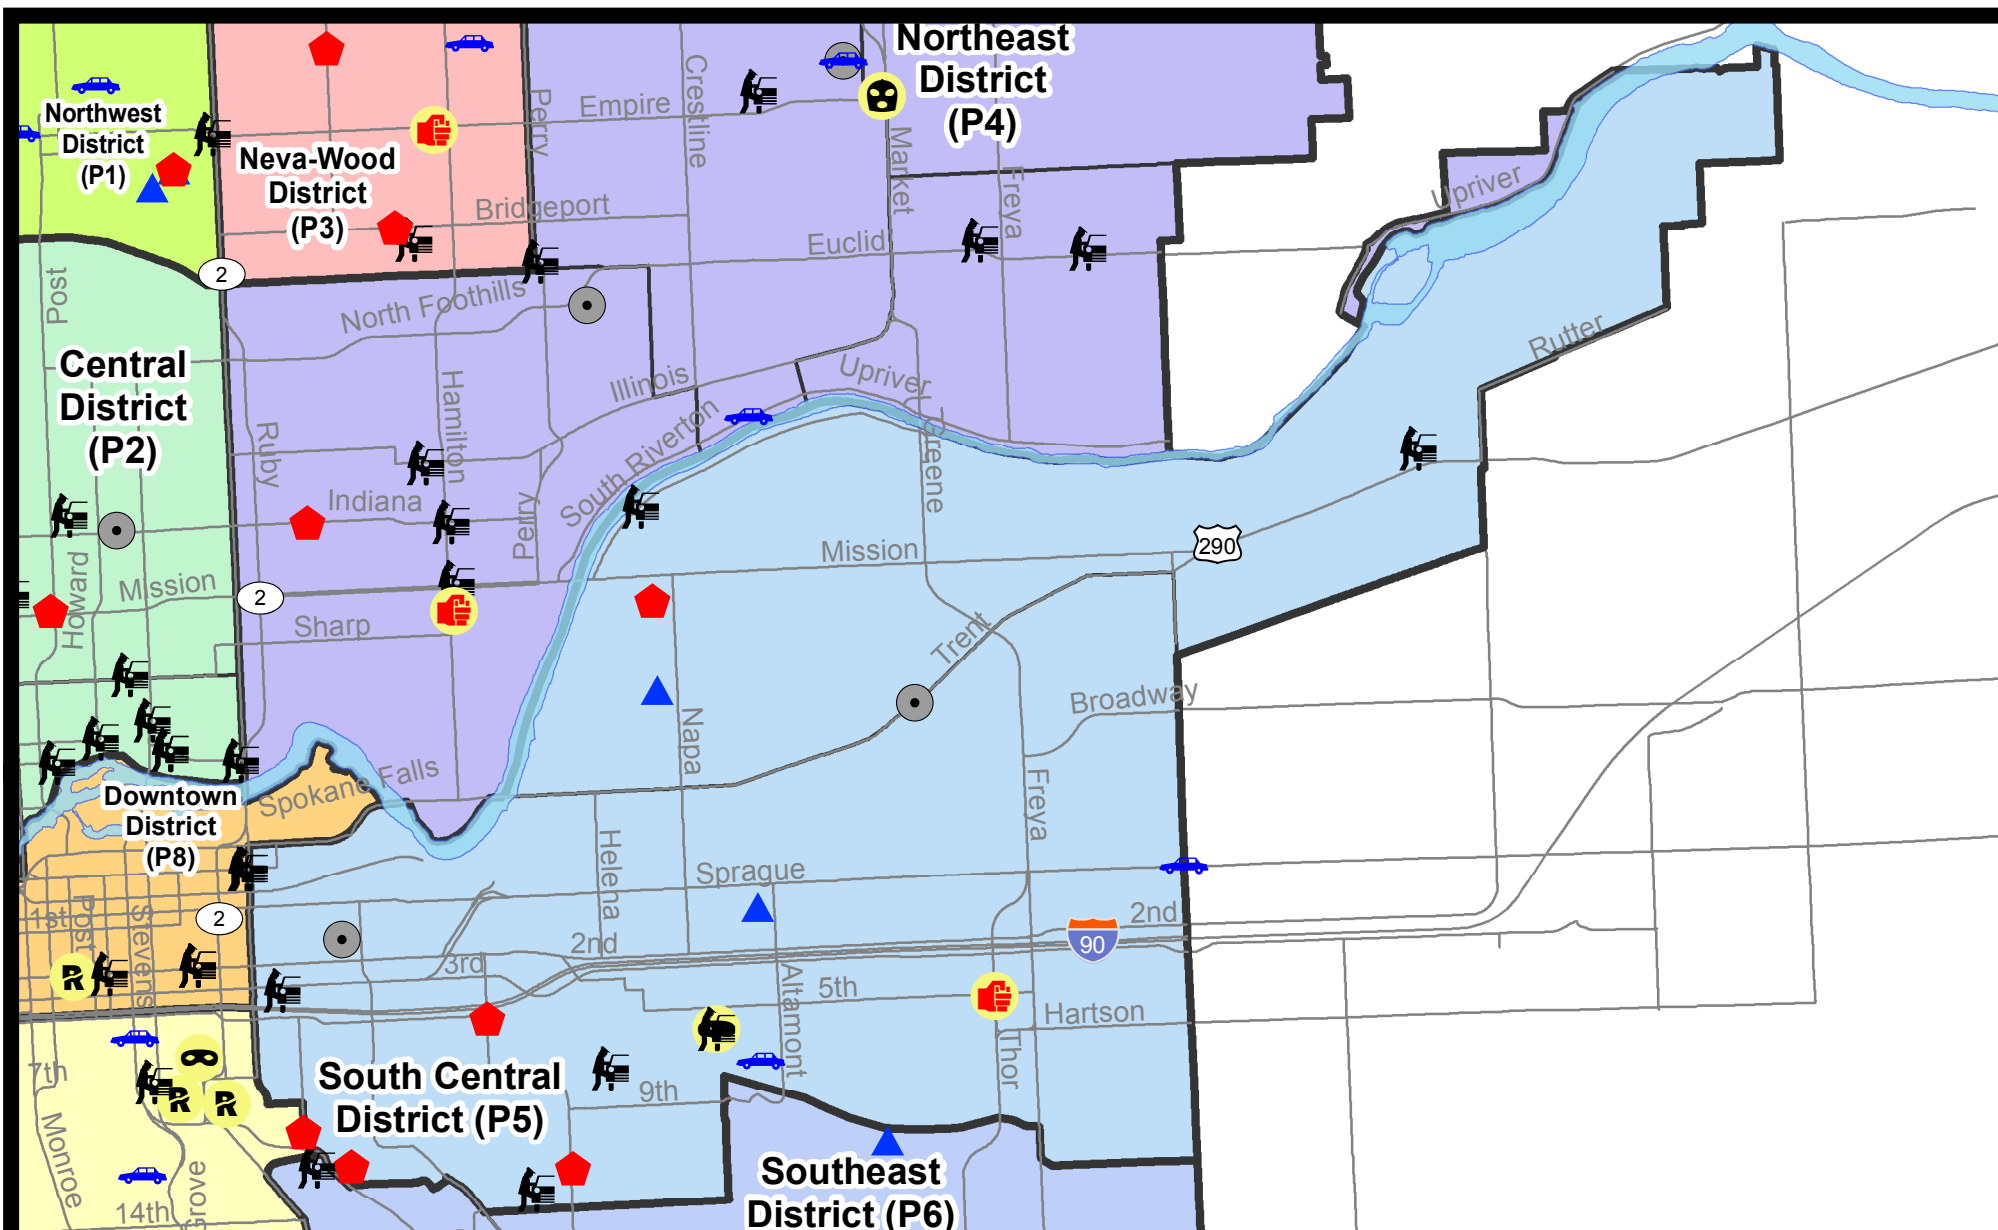 Northeast
District
(P4)
Northwest
District
(P1)
Neva-Wood
District
(P3)
Empire
Perry
Crestline
Market
Freya
Bridgeport
Euclid
Upriver
2
Post
North Foothills
Central
District
(P2)
Rutter
Illinois
Upriver
Hamilton
Ruby
South Riverton
Greene
Indiana
Perry
Mission
290
Howard
Mission
2
Sharp
Trent
Broadway
Napa
Spokane Falls
Downtown
District
(P8)
Freya
Helena
Sprague
1st
Post
Stevens
2
2nd
2nd
90
3rd
R
Altamont
5th
Hartson
7th
Thor
South Central
District (P5)
9th
R
R
Monroe
Grove
14th
Southeast
District (P6)